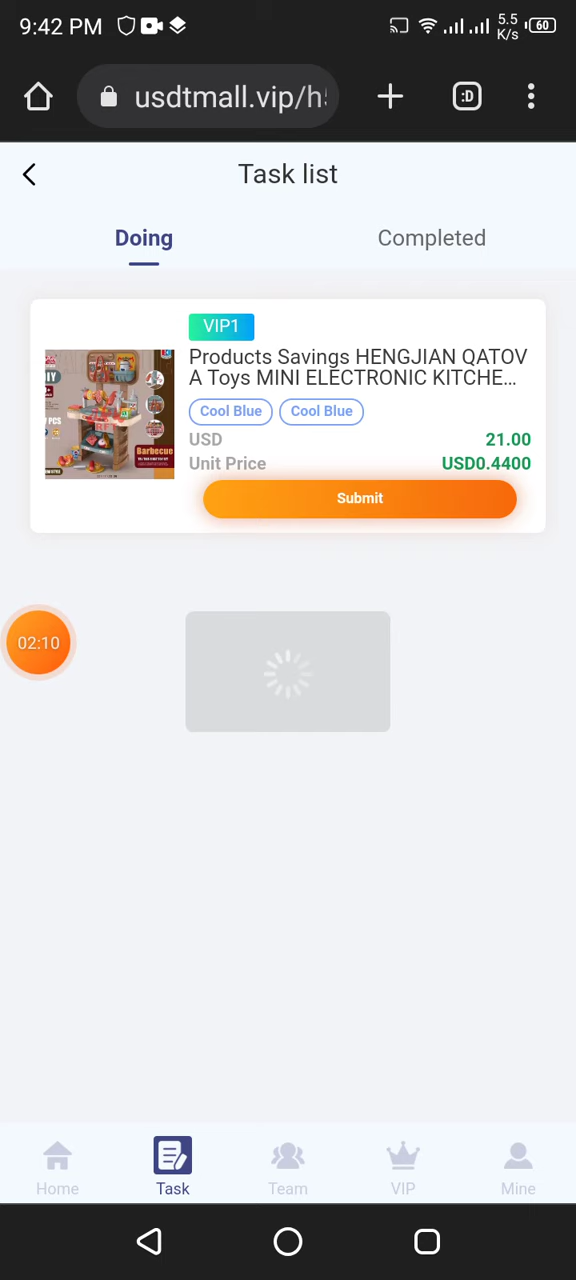 9:42 PM
5.5
K/s
60
usdtmall.vip/h
:D
Task list
Doing
Completed
VIP1
Products Savings HENGJIAN QATOV
A Toys MINI ELECTRONIC KITCHE...
Cool Blue
Cool Blue
USD
21.00
Unit Price
USD0.4400
Submit
Barbecue
02:10
Home
Task
Team
VIP
Mine